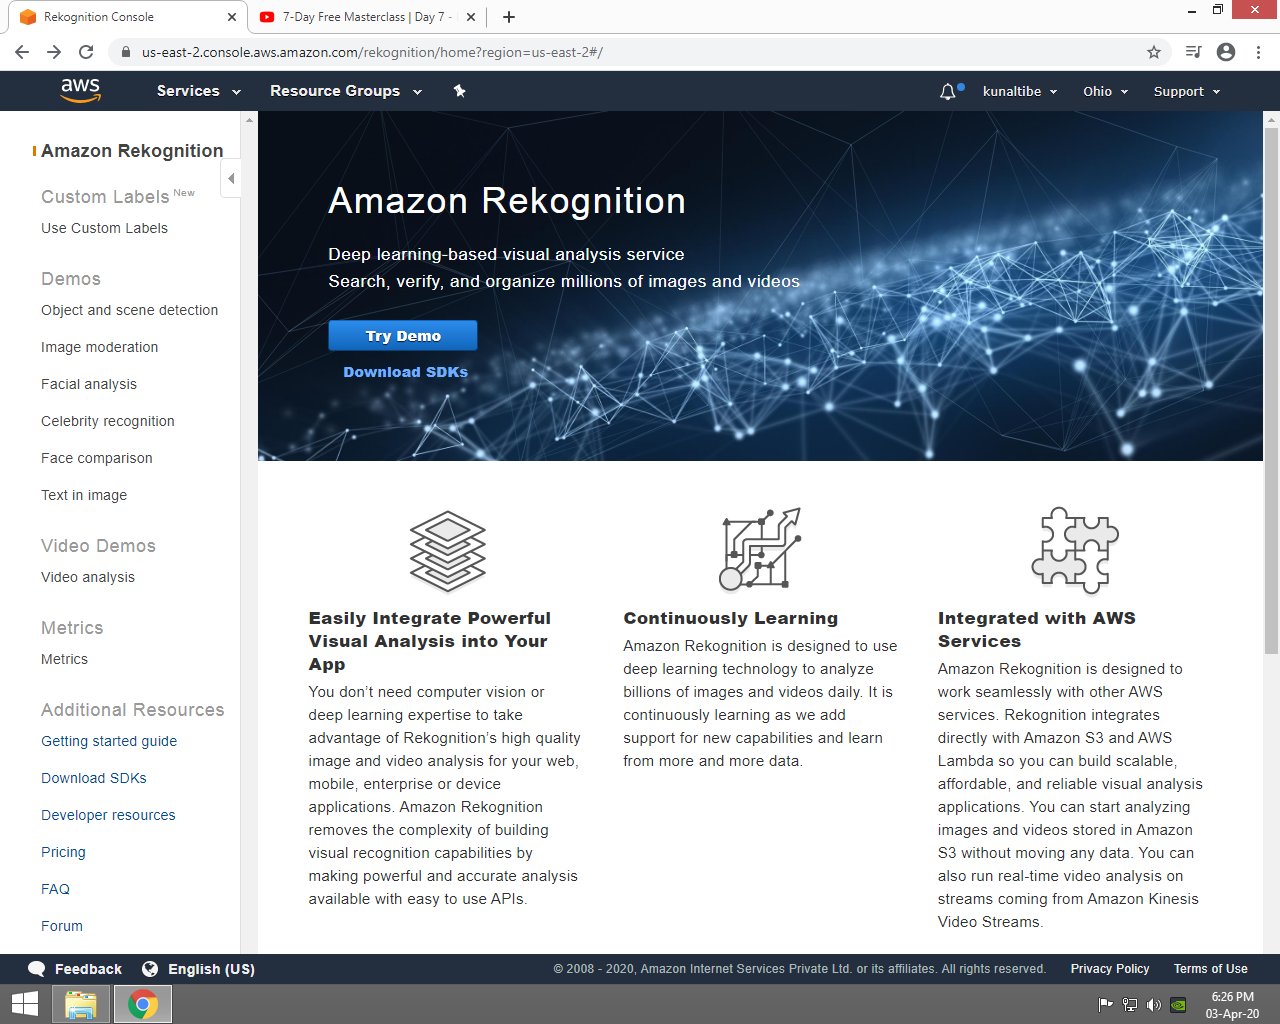 Rekognition Console
7-Day Free Masterclass | Day 7 -
us-east-2.console.aws.amazon.com/rekognition/home?region=us-east-2#/
aws
Services
Resource Groups
kunaltibe
Ohio
Support
Amazon Rekognition
Custom Labels New
Use Custom Labels
Demos
Object and scene detection
Image moderation
Facial analysis
Celebrity recognition
Face comparison
Text in image
Video Demos
Video analysis
Metrics
Metrics
Additional Resources
Getting started guide
Download SDKs
Developer resources
Pricing
FAQ
Forum
Amazon Rekognition
Deep learning-based visual analysis service
Search, verify, and organize millions of images and videos
Try Demo
Download SDKs
Easily Integrate Powerful
Visual Analysis into Your
App
You don’t need computer vision or
deep learning expertise to take
advantage of Rekognition’s high quality
image and video analysis for your web,
mobile, enterprise or device
applications. Amazon Rekognition
removes the complexity of building
visual recognition capabilities by
making powerful and accurate analysis
available with easy to use APIs.
Continuously Learning
Amazon Rekognition is designed to use
deep learning technology to analyze
billions of images and videos daily. It is
continuously learning as we add
support for new capabilities and learn
from more and more data.
Integrated with AWS
Services
Amazon Rekognition is designed to
work seamlessly with other AWS
services. Rekognition integrates
directly with Amazon S3 and AWS
Lambda so you can build scalable,
affordable, and reliable visual analysis
applications. You can start analyzing
images and videos stored in Amazon
S3 without moving any data. You can
also run real-time video analysis on
streams coming from Amazon Kinesis
Video Streams.
Feedback
English (US)
© 2008 - 2020, Amazon Internet Services Private Ltd. or its affiliates. All rights reserved.
Privacy Policy
Terms of Use
6:26 PM
03-Apr-20